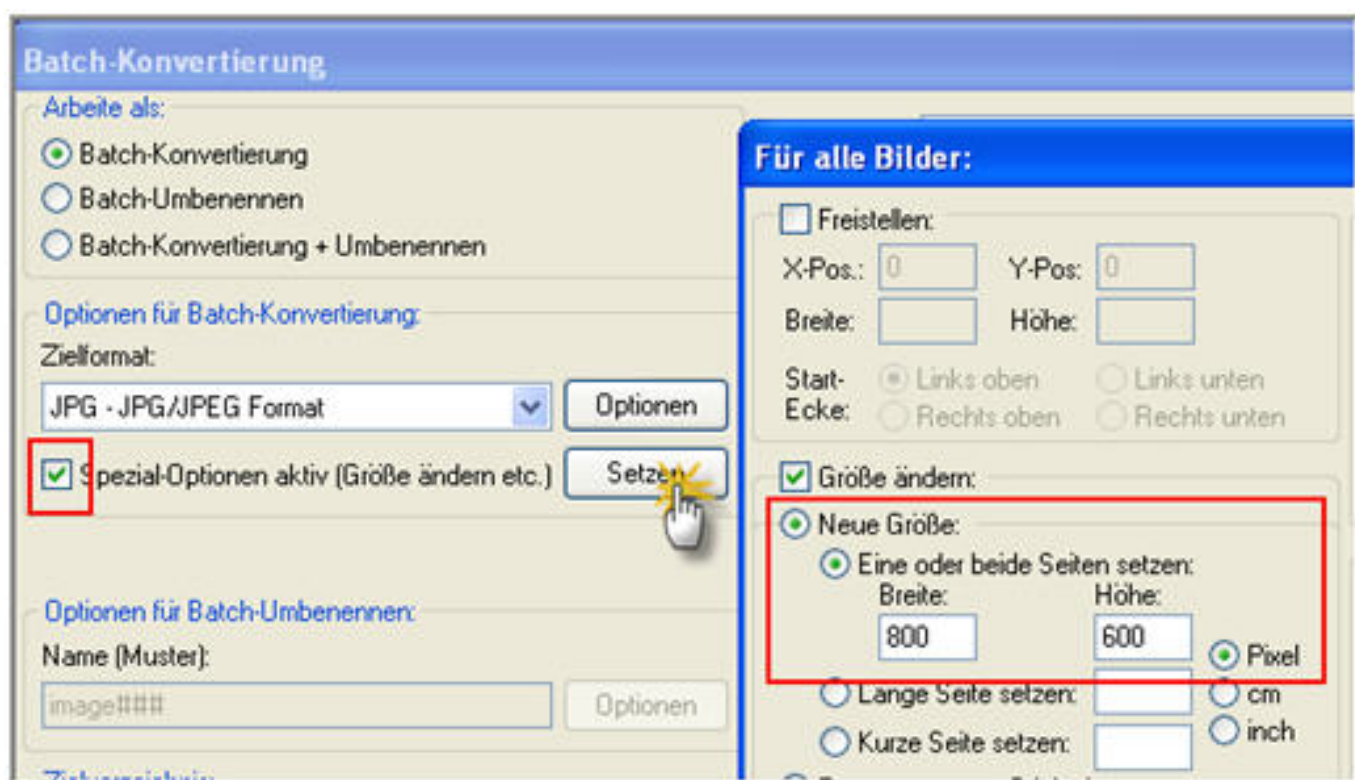 Batch-Konvertierung
Arbeite als:
Batch-Konvertierung
Batch-Umbenennen
Batch-Konvertierung + Umbenennen
Optionen für Batch-Konvertierung:
Zielformat:
JPG - JPG/JPEG Format
Optionen
Spezial-Optionen aktiv (Größe ändern etc.)
Setzen
Optionen für Batch-Umbenennen:
Name (Muster):
image###
Optionen
Zielverzeichnis:
Für alle Bilder:
Freistellen:
X-Pos.: 0 Y-Pos: 0
Breite: Höhe:
Start-Ecke:
Links oben Links unten
Rechts oben Rechts unten
Größe ändern:
Neue Größe:
Eine oder beide Seiten setzen:
Breite: Höhe:
800 600 Pixel
Lange Seite setzen: cm
Kurze Seite setzen: inch